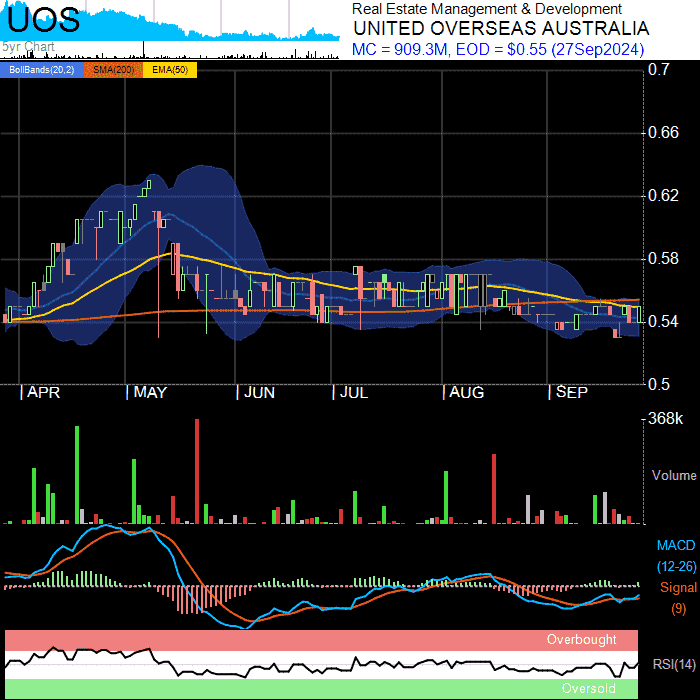 UOS
5yr Chart
Real Estate Management & Development
UNITED OVERSEAS AUSTRALIA
MC = 909.3M, EOD = $0.55 (27Sep2024)
BollBands(20,2) SMA(200) EMA(50)
0.7
0.66
0.62
0.58
0.54
0.5
| APR | MAY | JUN | JUL | AUG | SEP
368k
Volume
MACD
(12-26)
Signal
(9)
Overbought
RSI(14)
Oversold